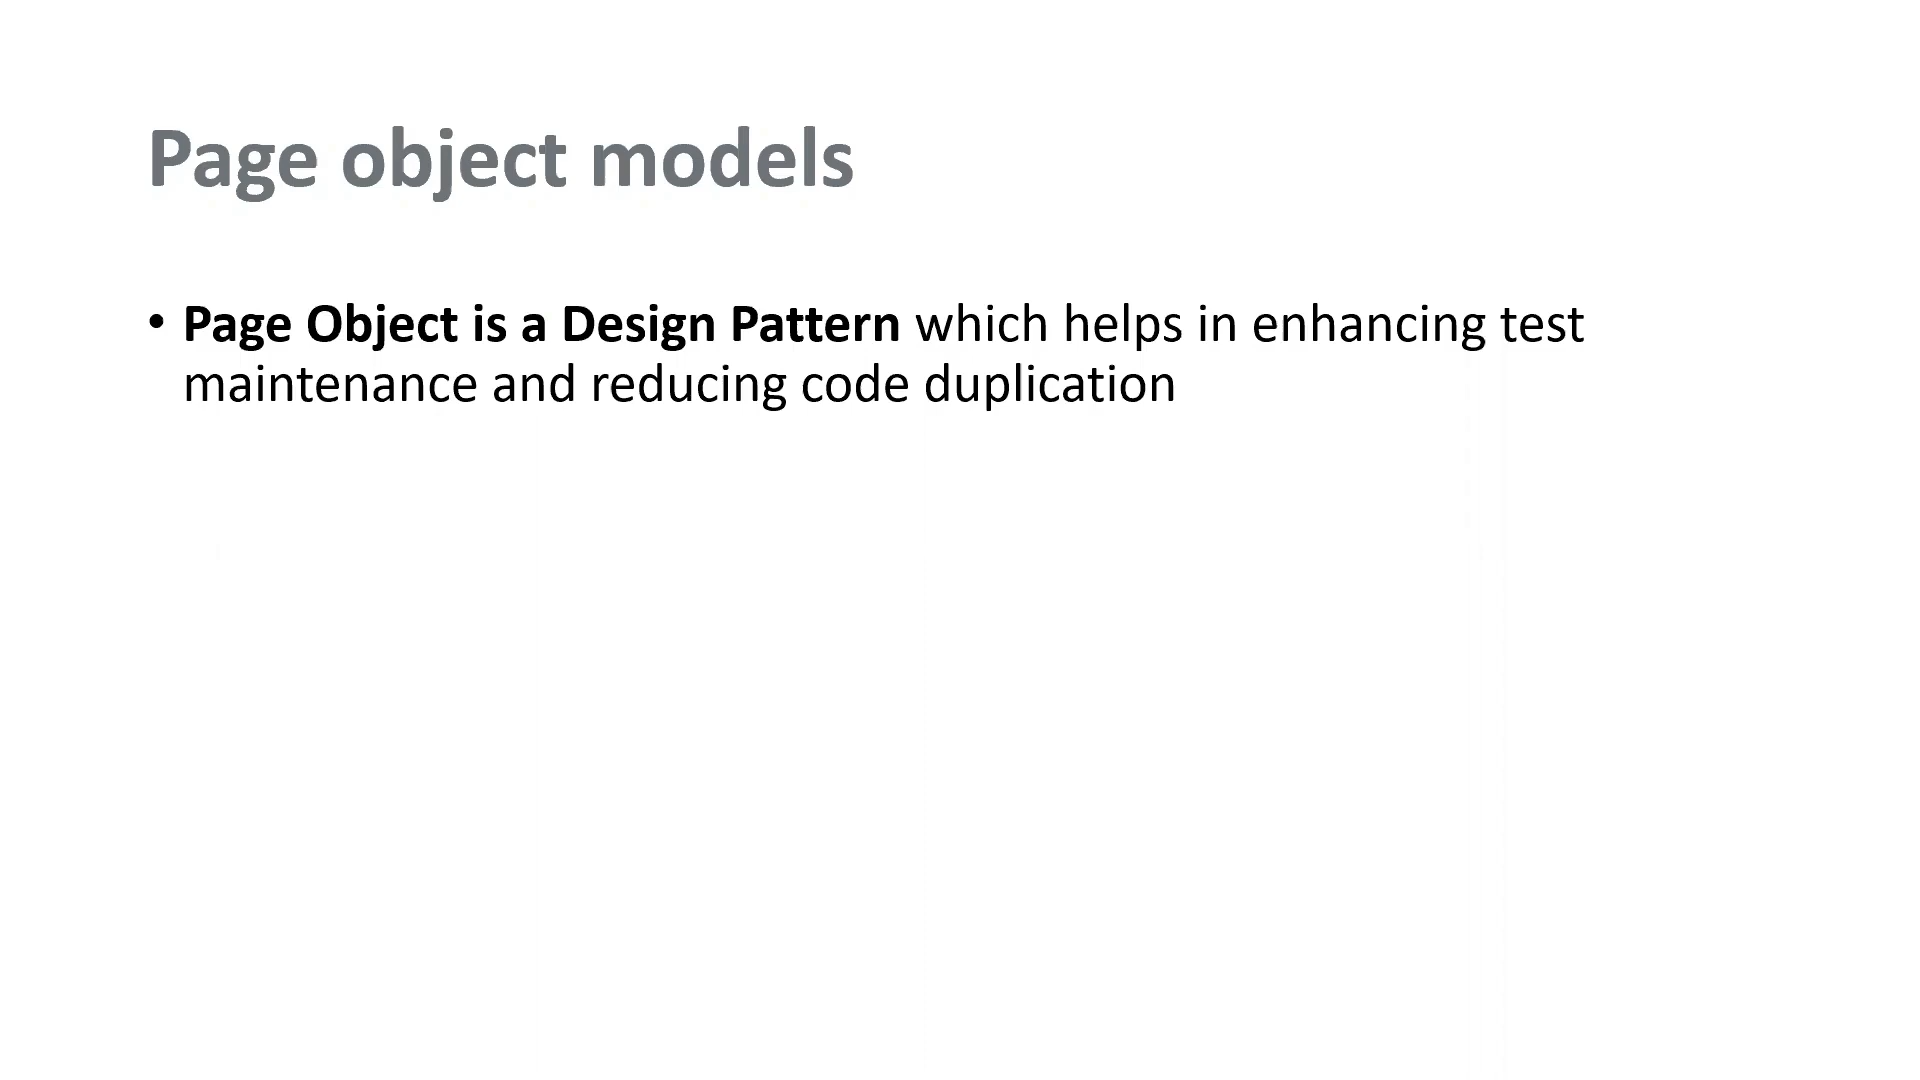 Page object models
• Page Object is a Design Pattern which helps in enhancing test
maintenance and reducing code duplication